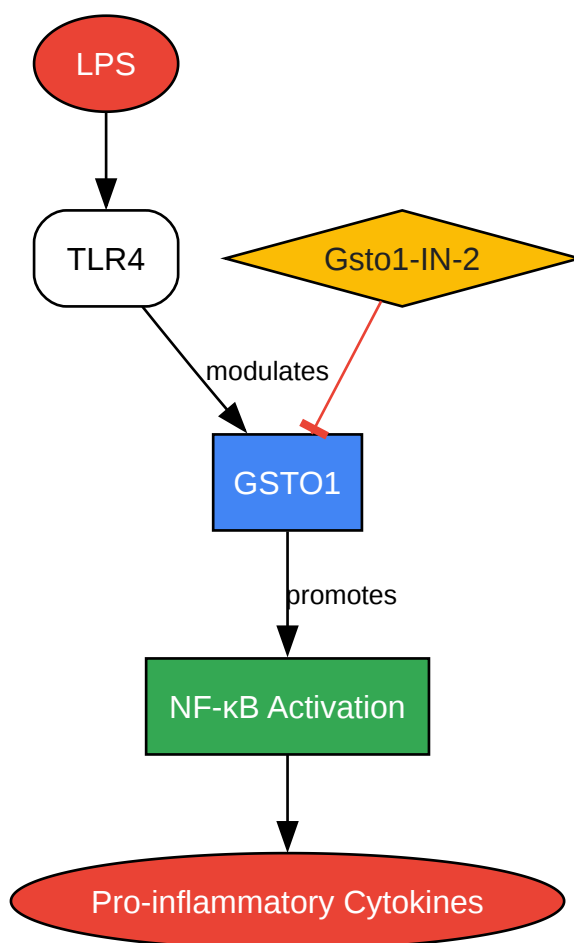 LPS
TLR4
Gsto1-IN-2
modulates
GSTO1
promotes
NF-κB Activation
Pro-inflammatory Cytokines